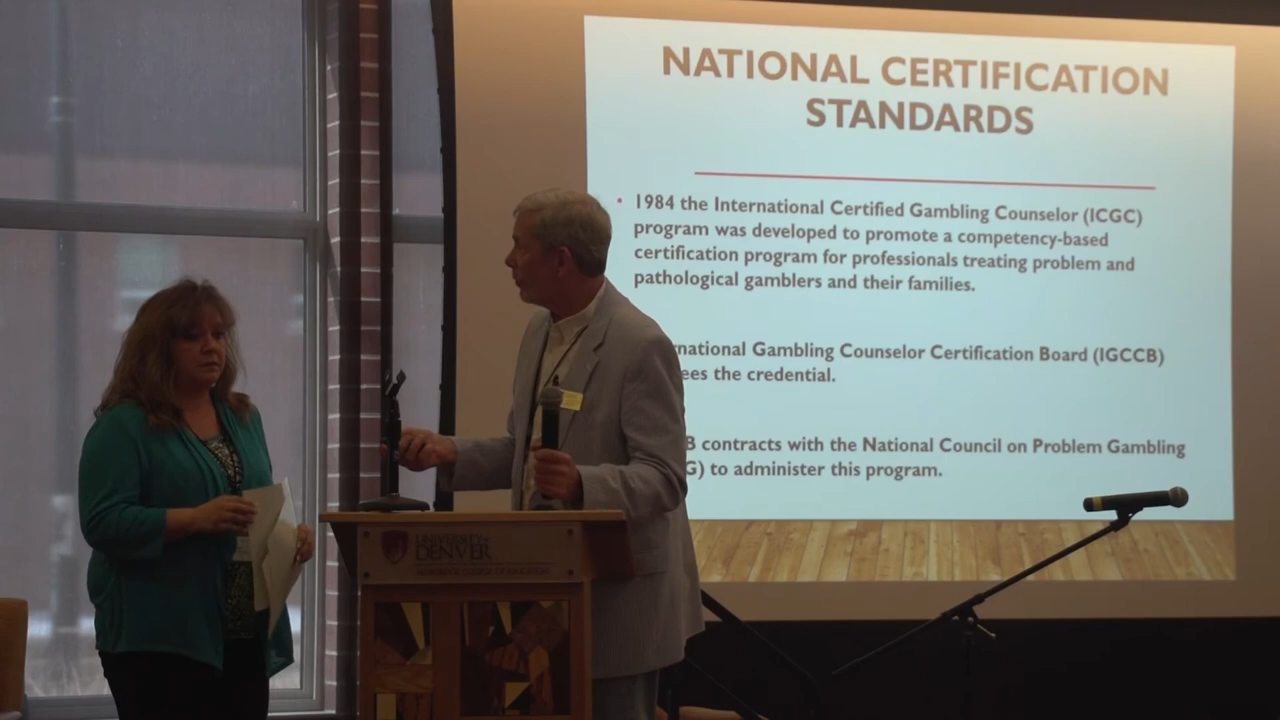 NATIONAL CERTIFICATION
STANDARDS
• 1984 the International Certified Gambling Counselor (ICGC)
program was developed to promote a competency-based
certification program for professionals treating problem and
pathological gamblers and their families.
rnational Gambling Counselor Certification Board (IGCCB)
ees the credential.
B contracts with the National Council on Problem Gambling
G) to administer this program.
UNIVERSITY of
DENVER